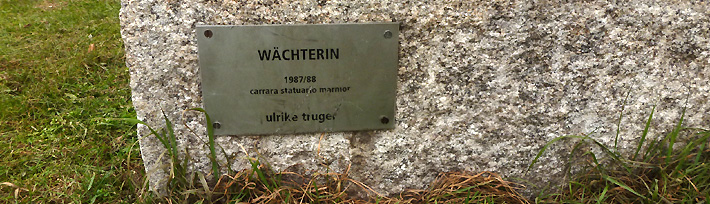 WÄCHTERIN
1987/88
carrara statuario marmor
ulrike truger